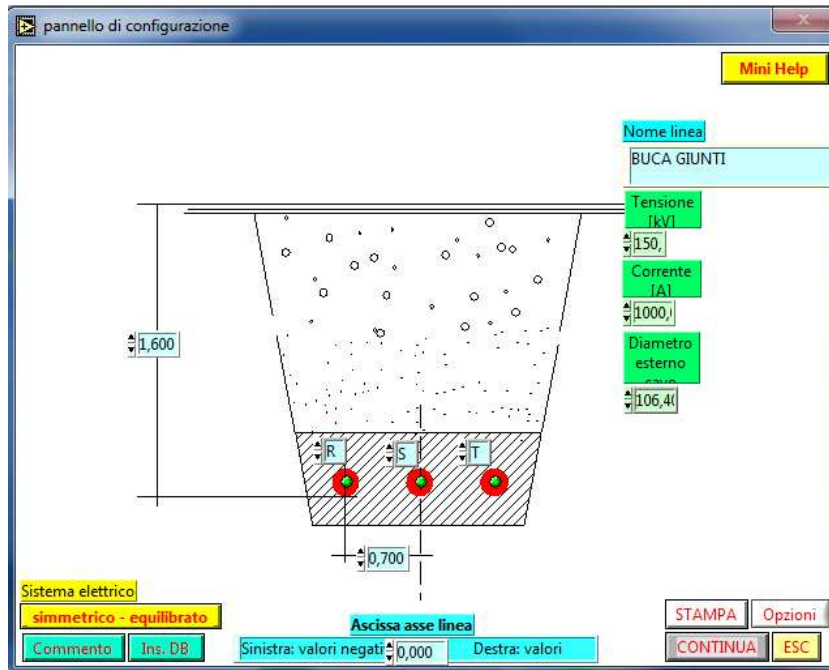 pannello di configurazione
Mini Help
Nome linea
BUCA GIUNTI
Tensione
[kV]
150,
Corrente
[A]
1000,
1,600
Diametro
esterno
cavo
106,40
R
S
T
0,700
Sistema elettrico
simmetrico - equilibrato
Ascissa asse linea
STAMPA
Opzioni
Commento
Ins. DB
Sinistra: valori negati
0,000
Destra: valori
CONTINUA
ESC